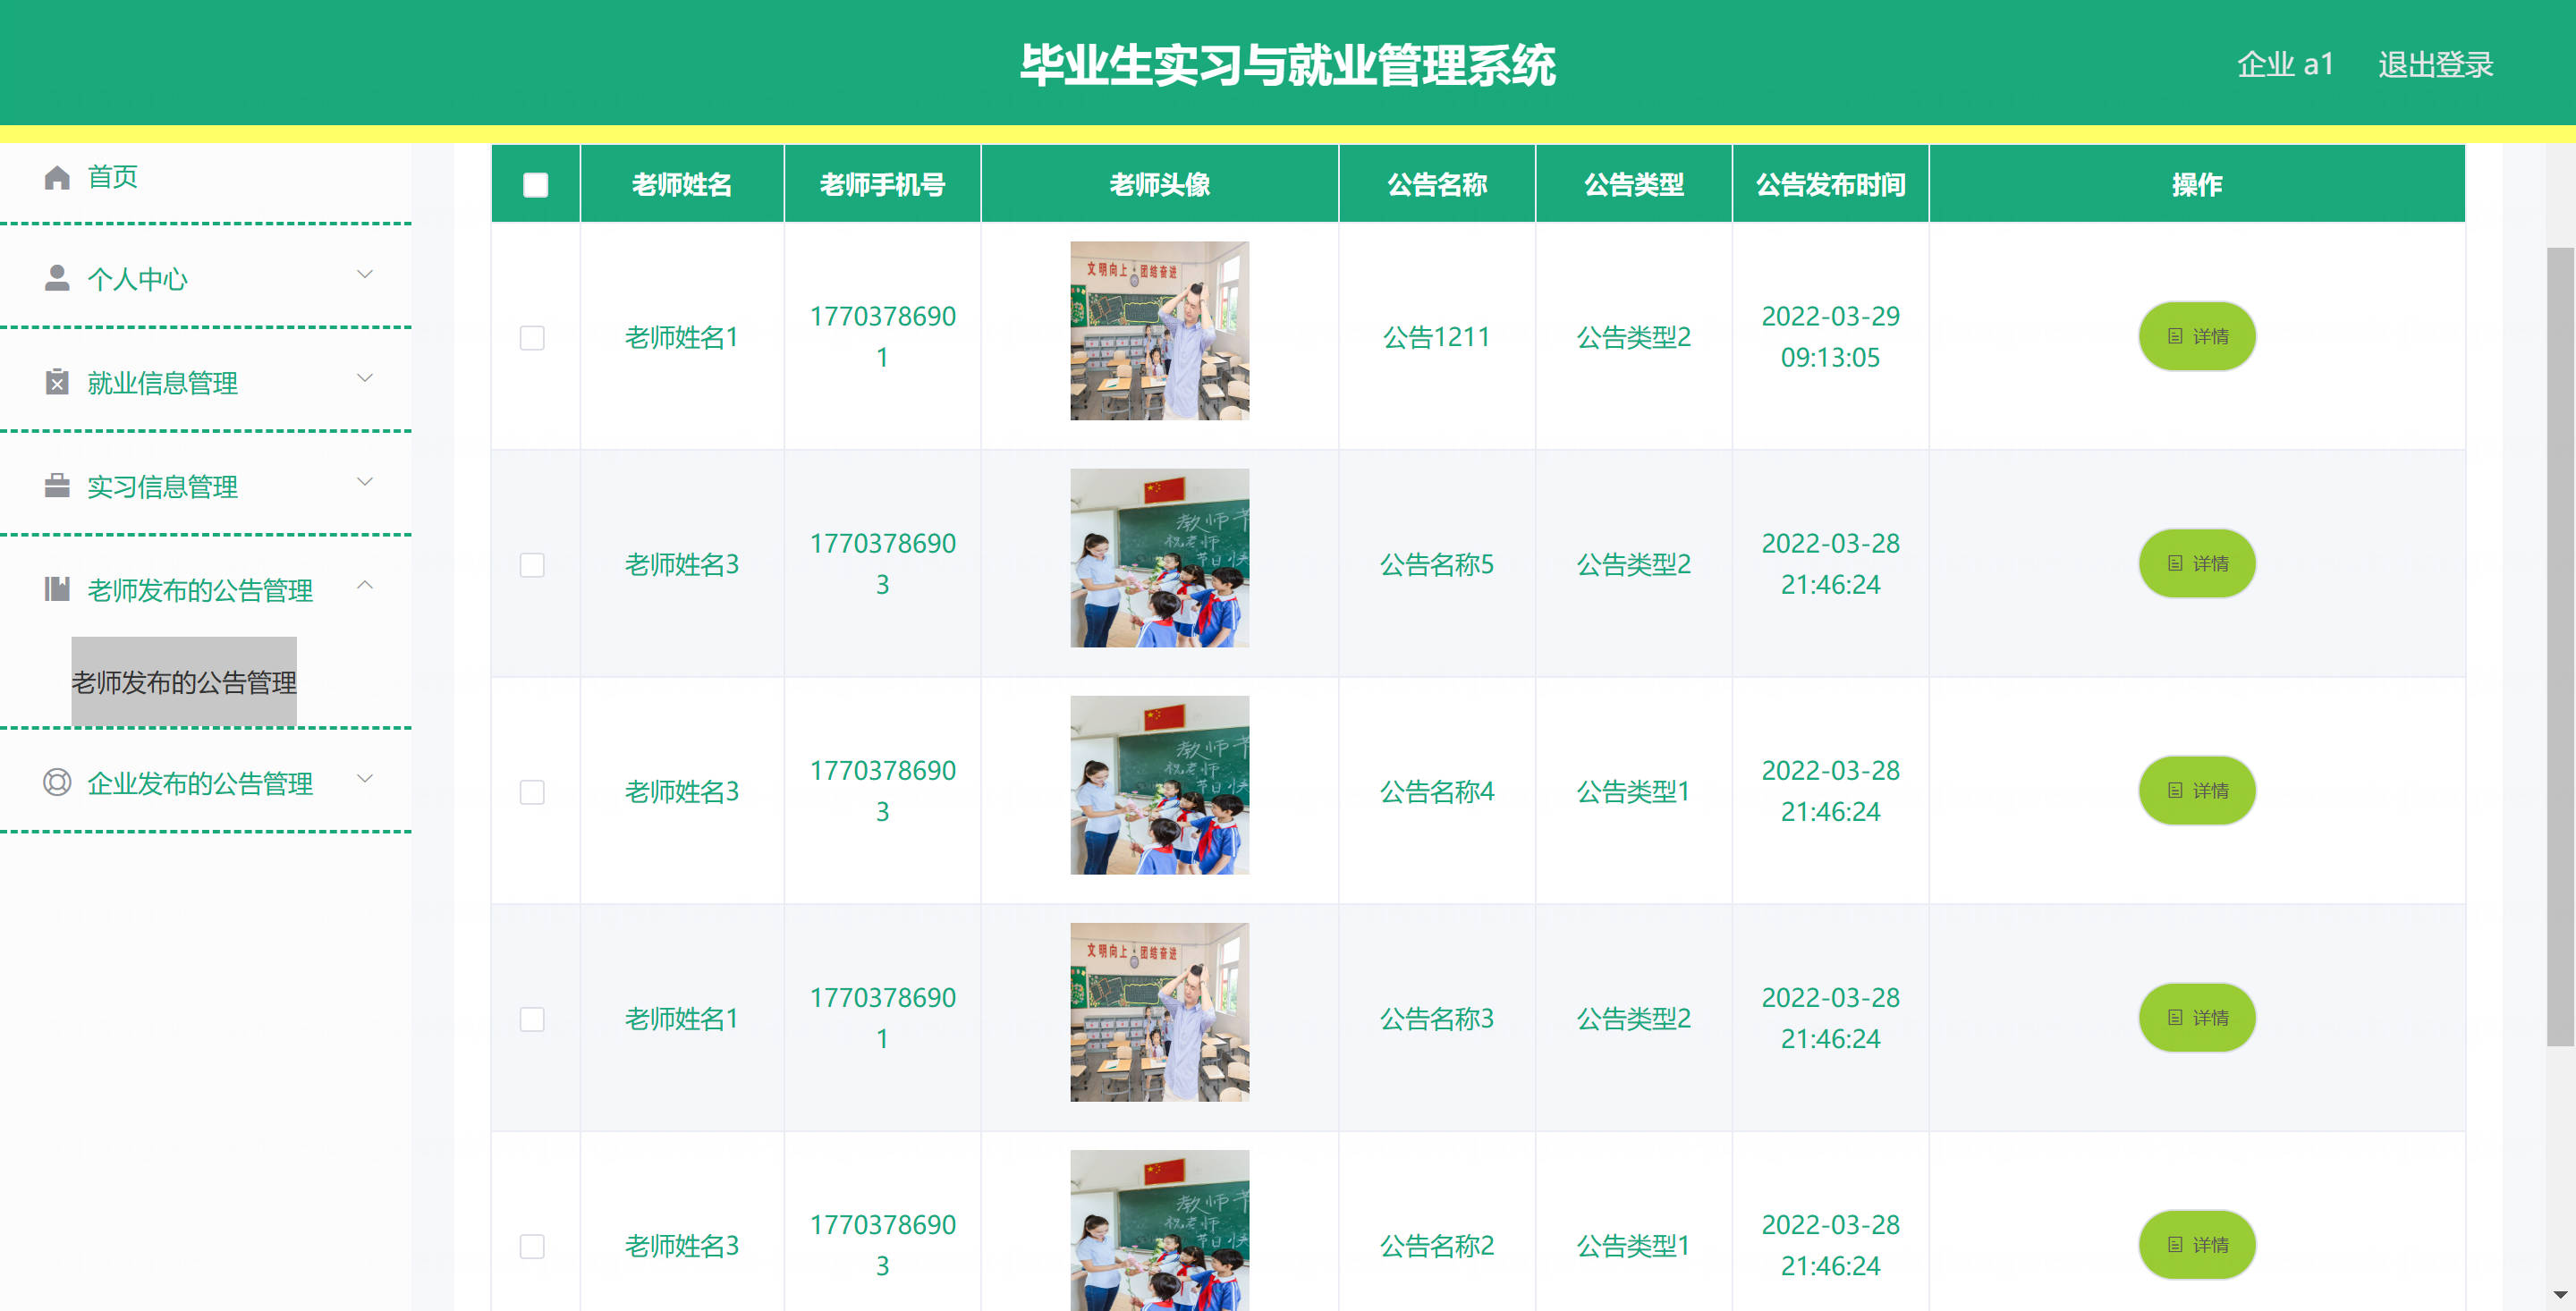 毕业生实习与就业管理系统
企业 a1 退出登录
首页
个人中心
就业信息管理
实习信息管理
老师发布的公告管理
老师发布的公告管理
企业发布的公告管理
老师姓名 老师手机号 老师头像 公告名称 公告类型 公告发布时间 操作
老师姓名1
1770378690
1
文明向上 团结奋进
公告1211
公告类型2
2022-03-29
09:13:05
详情
老师姓名3
1770378690
3
教师节
祝老师
节日快
公告名称5
公告类型2
2022-03-28
21:46:24
详情
老师姓名3
1770378690
3
教师节
祝老师
节日快
公告名称4
公告类型1
2022-03-28
21:46:24
详情
老师姓名1
1770378690
1
文明向上 团结奋进
公告名称3
公告类型2
2022-03-28
21:46:24
详情
老师姓名3
1770378690
3
教师节
祝老师
节日快
公告名称2
公告类型1
2022-03-28
21:46:24
详情